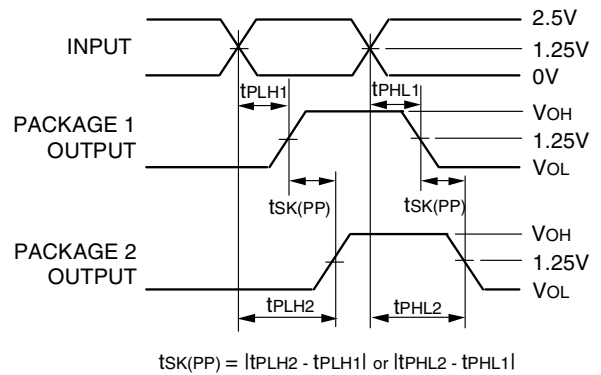 2.5V
INPUT
1.25V
0V
tPLH1
tPHL1
VOH
PACKAGE 1
OUTPUT
1.25V
VOL
tSK(PP)
tSK(PP)
VOH
PACKAGE 2
OUTPUT
1.25V
VOL
tPLH2
tPHL2
tSK(PP) = |tPLH2 - tPLH1| or |tPHL2 - tPHL1|